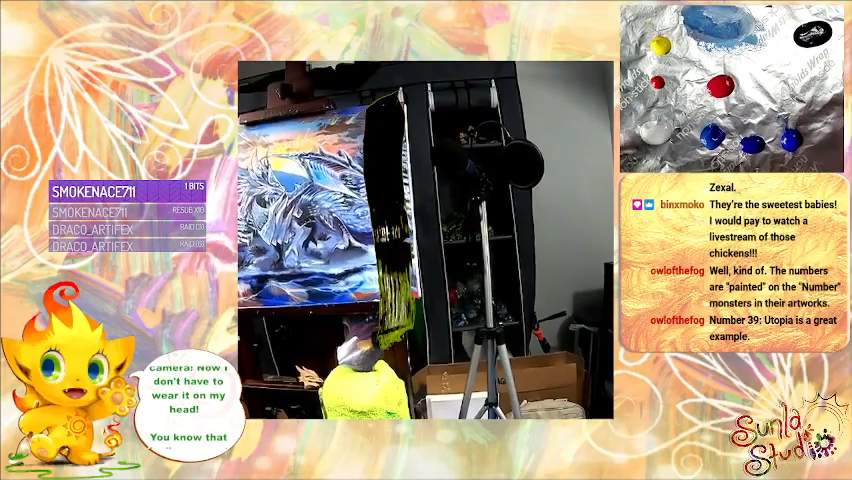 SMOKENACE711 1 BITS
SMOKENACE711 RESUB X10
DRACO_ARTIFEX RAID (3)
DRACO_ARTIFEX
camera! Now I
don't have to
wear it on my
head!
You know that
Zexal.
binxmoko They're the sweetest babies!
I would pay to watch a
livestream of those
chickens!!!
owlofthefog Well, kind of. The numbers
are "painted" on the "Number"
monsters in their artworks.
owlofthefog Number 39: Utopia is a great
example.
Sunla
Studio